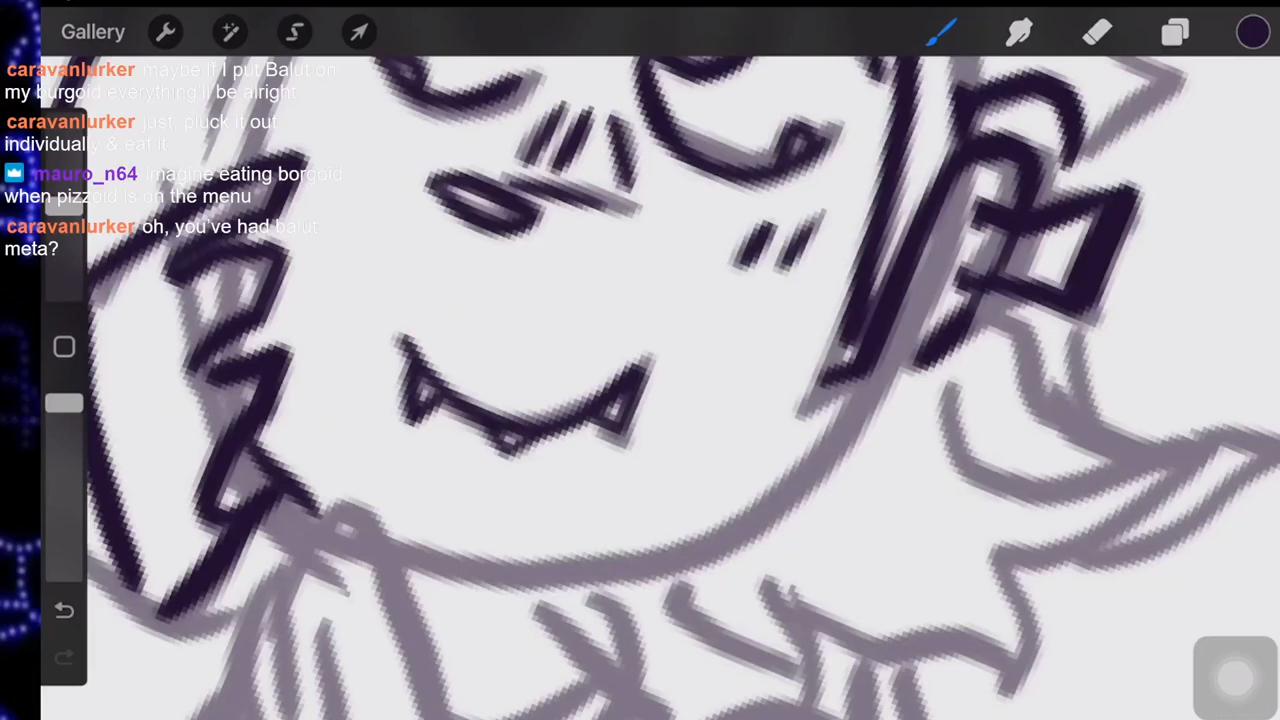 Gallery
caravanlurker maybe if I put Balut on
my burgoid everything'll be alright
caravanlurker just, pluck it out
individually & eat it
mauro_n64 Imagine eating borgoid
when pizzoid is on the menu
caravanlurker oh, you've had balut
meta?